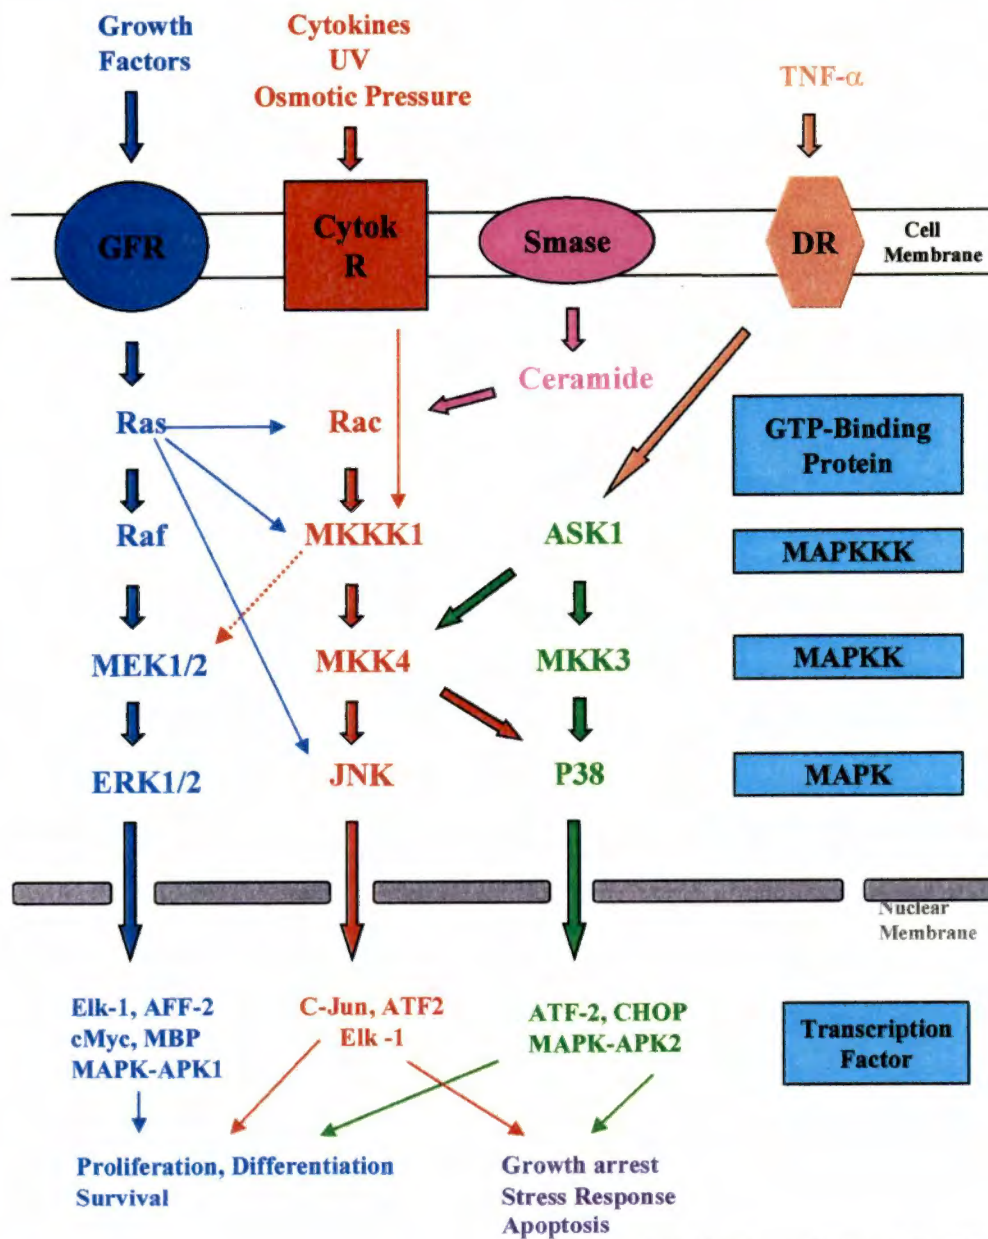 Growth
Factors
Cytokines
UV
Osmotic Pressure
TNF-α
GFR
Cytok
R
Smase
DR
Cell
Membrane
Ceramide
Ras
Rac
GTP-Binding
Protein
Raf
MKKK1
ASK1
MAPKKK
MEK1/2
MKK4
MKK3
MAPKK
ERK1/2
JNK
P38
MAPK
Nuclear
Membrane
Elk-1, AFF-2
cMyc, MBP
MAPK-APK1
C-Jun, ATF2
Elk -1
ATF-2, CHOP
MAPK-APK2
Transcription
Factor
Proliferation, Differentiation
Survival
Growth arrest
Stress Response
Apoptosis